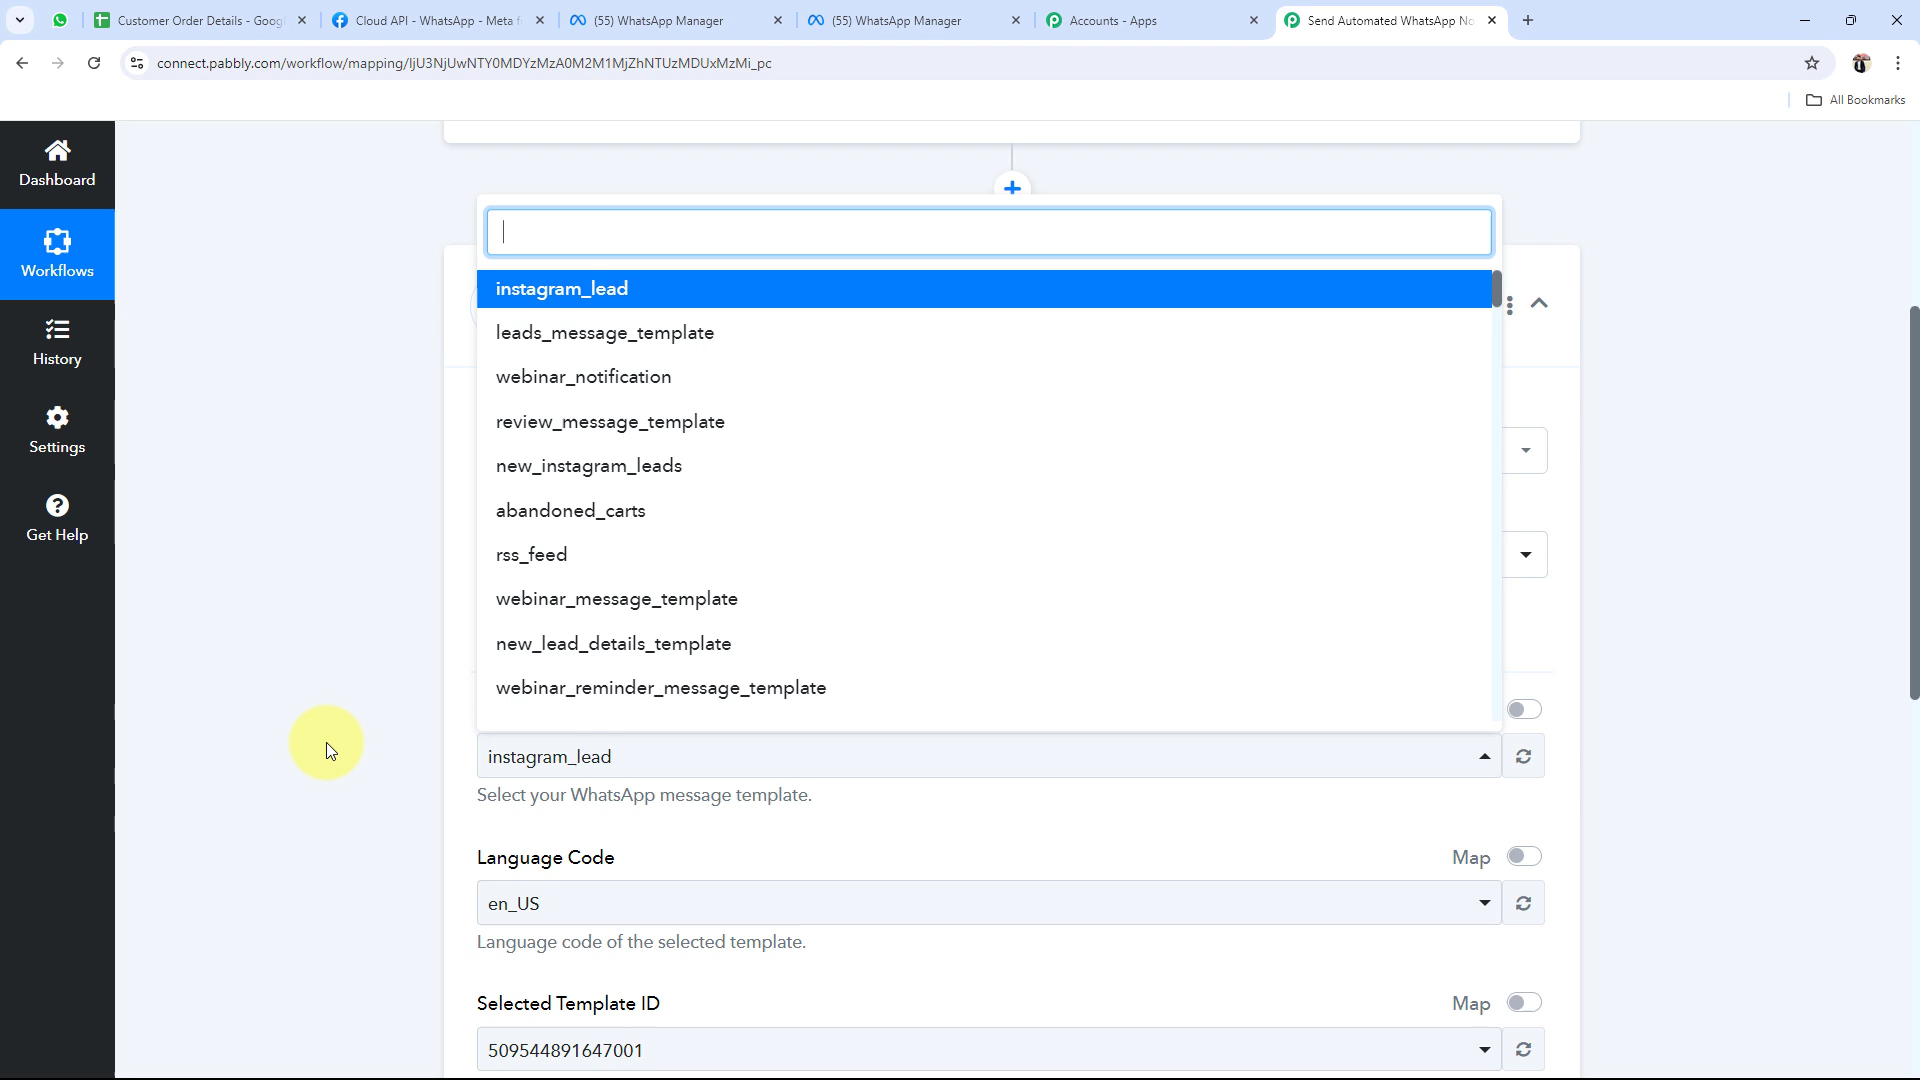 Customer Order Details - Goog
Cloud API - WhatsApp - Meta f
(55) WhatsApp Manager
(55) WhatsApp Manager
Accounts - Apps
Send Automated WhatsApp No
connect.pabbly.com/workflow/mapping/IjU3NjUwNTY0MDYzMzA0M2M1MjZhNTUzMDUxMzMi_pc
All Bookmarks
Dashboard
Workflows
History
Settings
Get Help
instagram_lead
leads_message_template
webinar_notification
review_message_template
new_instagram_leads
abandoned_carts
rss_feed
webinar_message_template
new_lead_details_template
webinar_reminder_message_template
instagram_lead
Select your WhatsApp message template.
Language Code
Map
en_US
Language code of the selected template.
Selected Template ID
Map
509544891647001